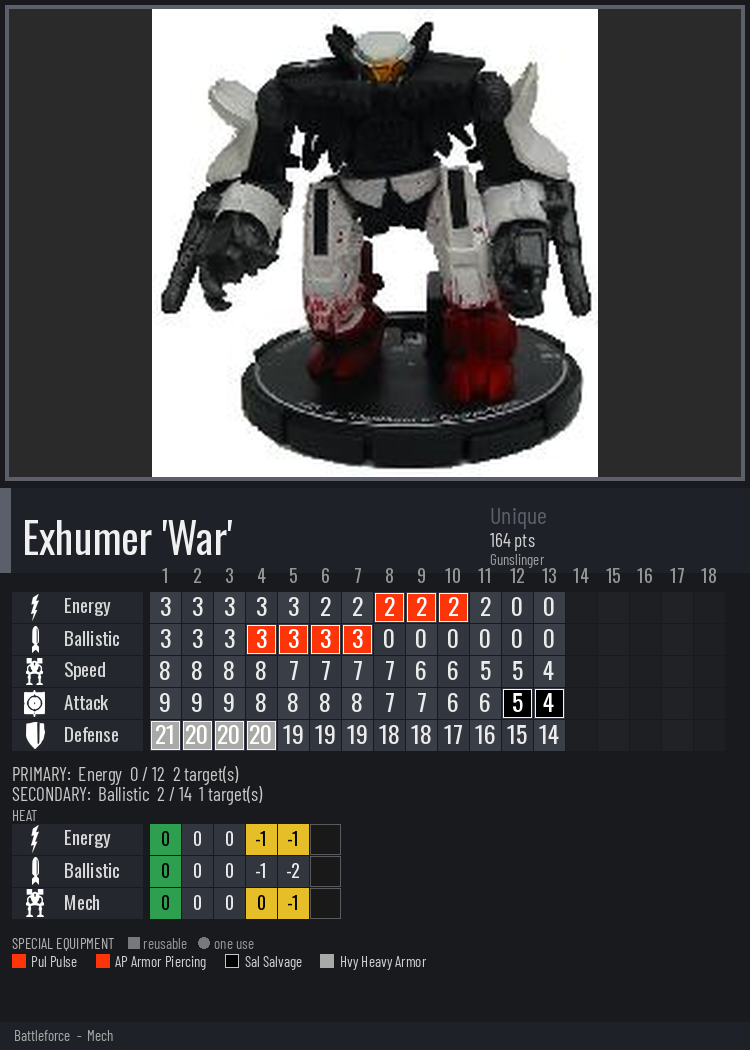 Exhumer 'War'
Unique
164 pts
Gunslinger
1 2 3 4 5 6 7 8 9 10 11 12 13 14 15 16 17 18
Energy 3 3 3 3 3 2 2 2 2 2 2 0 0
Ballistic 3 3 3 3 3 3 3 0 0 0 0 0 0
Speed 8 8 8 8 7 7 7 7 6 6 5 5 4
Attack 9 9 9 8 8 8 8 7 7 6 6 5 4
Defense 21 20 20 20 19 19 19 18 18 17 16 15 14
PRIMARY: Energy 0 / 12 2 target(s)
SECONDARY: Ballistic 2 / 14 1 target(s)
HEAT
Energy 0 0 0 -1 -1
Ballistic 0 0 0 -1 -2
Mech 0 0 0 0 -1
SPECIAL EQUIPMENT reusable one use
Pul Pulse AP Armor Piercing Sal Salvage Hvy Heavy Armor
Battleforce - Mech